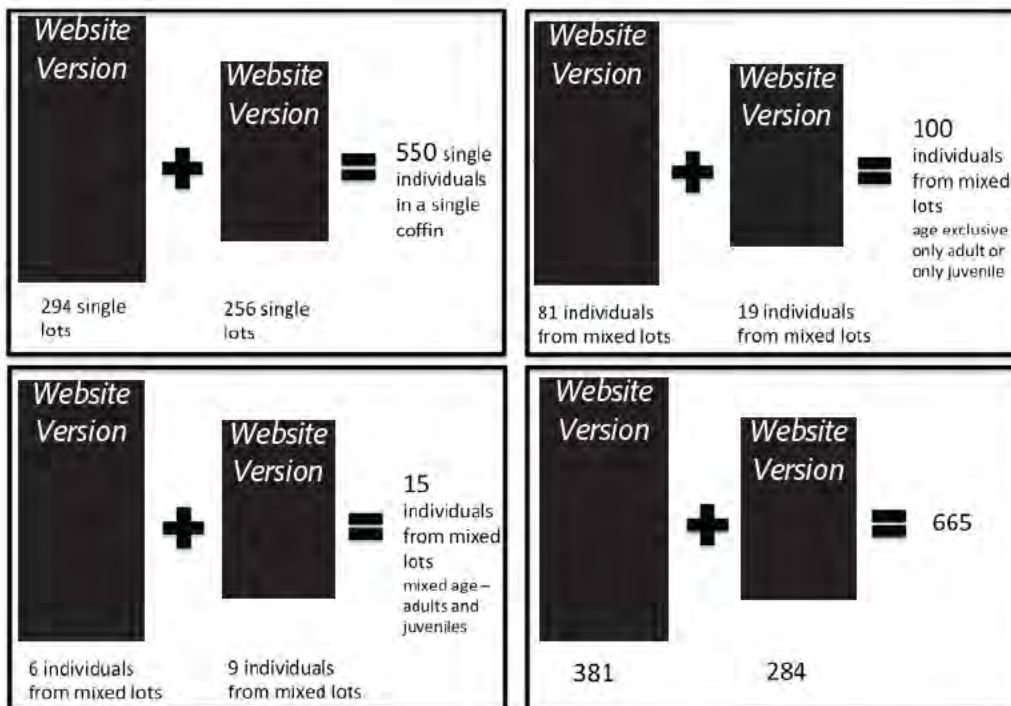 Website
Version
Website
Version
550 single
individuals
in a single
coffin
294 single
lots
256 single
lots
Website
Version
Website
Version
100
individuals
from mixed
lots
age exclusive
only adult or
only juvenile
81 individuals
from mixed lots
19 individuals
from mixed lots
Website
Version
Website
Version
15
individuals
from mixed
lots
mixed age –
adults and
juveniles
6 individuals
from mixed lots
9 individuals
from mixed lots
Website
Version
Website
Version
665
381
284